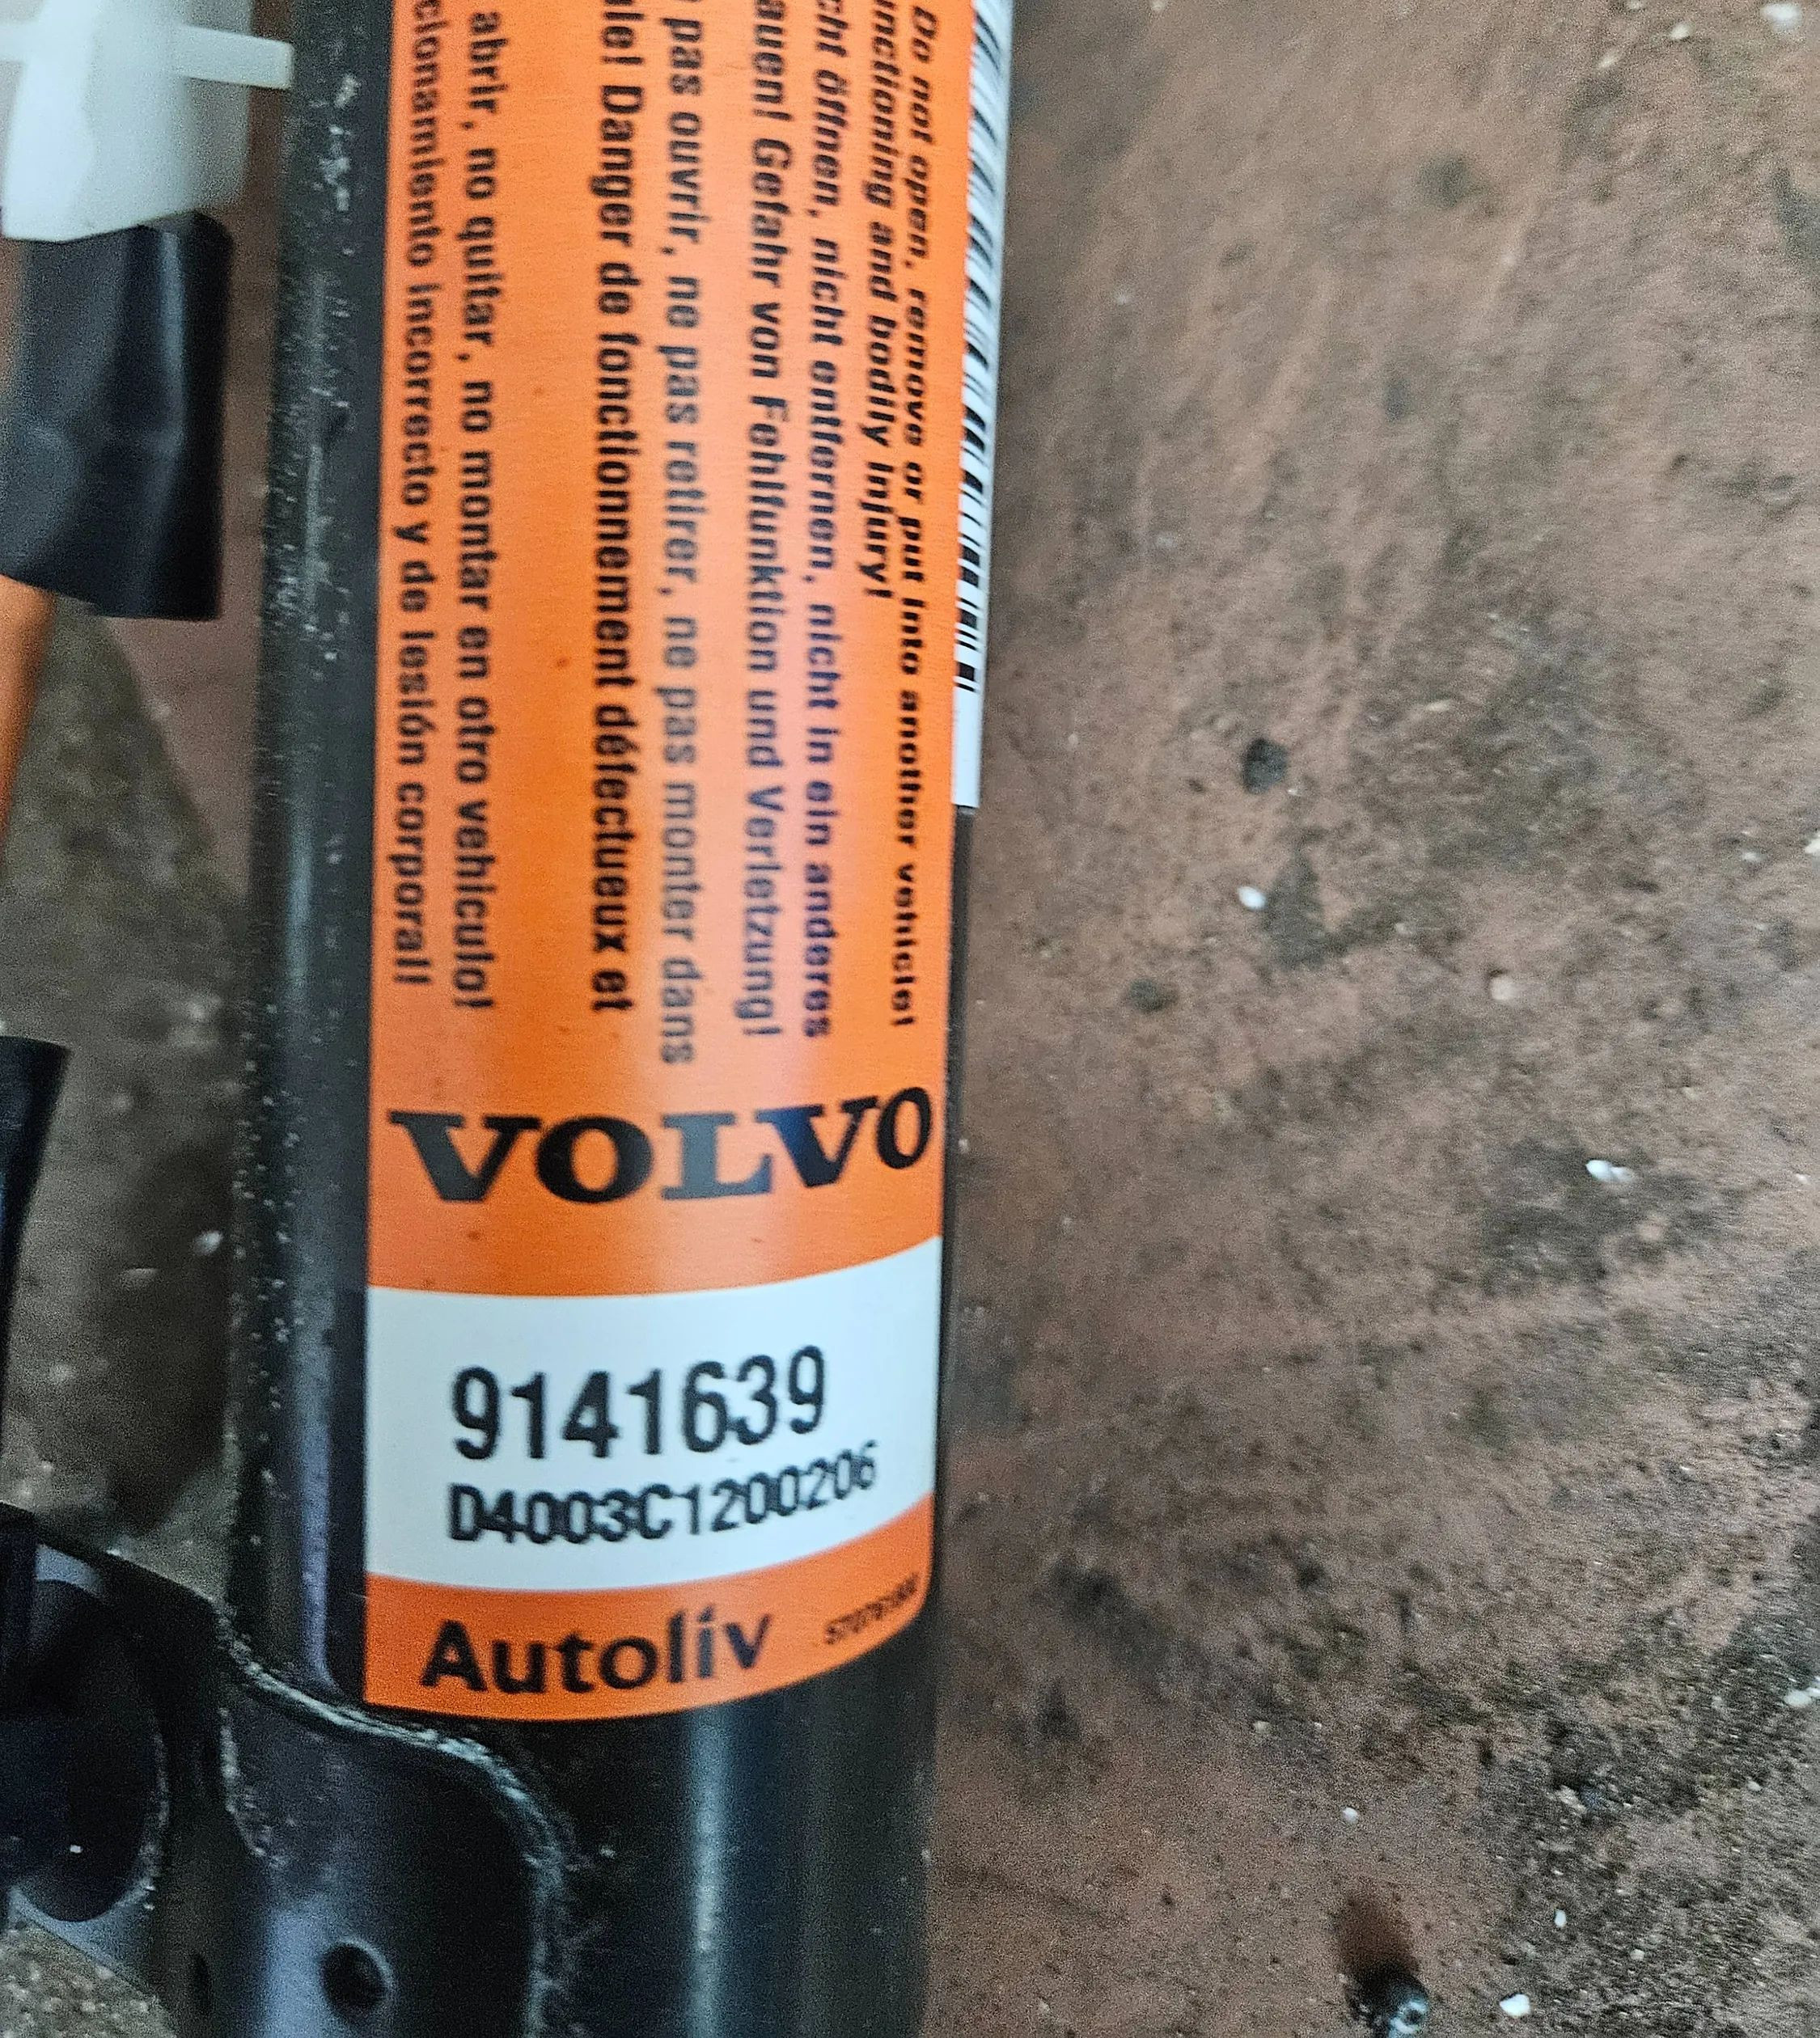 Do not open, remove or put into another vehicle!
unctioning and bodily injury!
cht öffnen, nicht entfernen, nicht in ein anderes
auen! Gefahr von Fehlfunktion und Verletzung!
pas ouvrir, ne pas retirer, ne pas monter dans
le! Danger de fonctionnement défectueux et
abrir, no quitar, no montar en otro vehiculo!
cionamiento incorrecto y de lesión corporal!
VOLVO
9141639
D4003C1200206
Autoliv